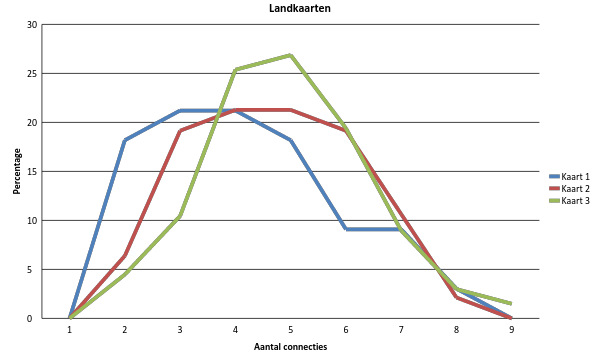 Landkaarten
30
25
20
15
10
5
0
Percentage
1 2 3 4 5 6 7 8 9
Aantal connecties
Kaart 1
Kaart 2
Kaart 3